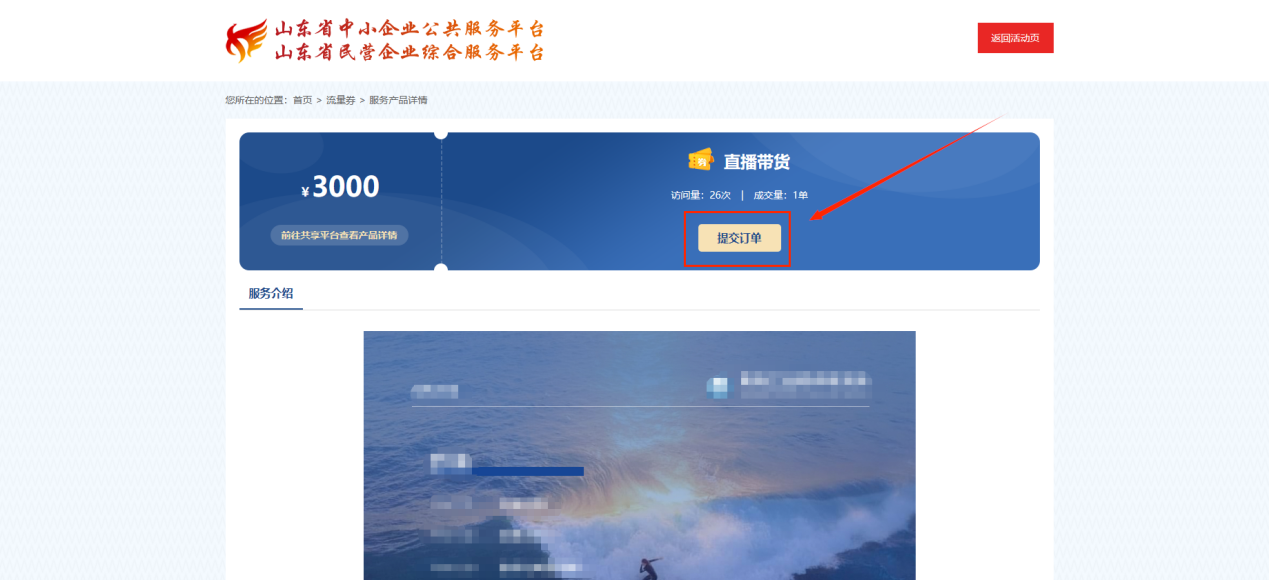 山东省中小企业公共服务平台
山东省民营企业综合服务平台
返回活动页
您所在的位置：首页 > 流量券 > 服务产品详情
¥3000
前往共享平台查看产品详情
券 直播带货
访问量：26次 | 成交量：1单
提交订单
服务介绍